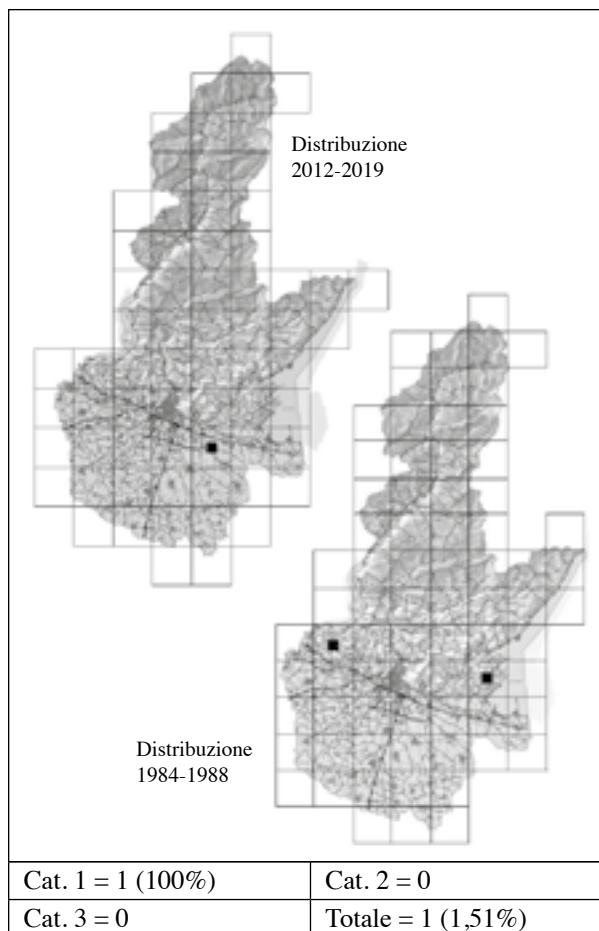 Distribuzione
2012-2019
Distribuzione
1984-1988
Cat. 1 = 1 (100%)
Cat. 2 = 0
Cat. 3 = 0
Totale = 1 (1,51%)